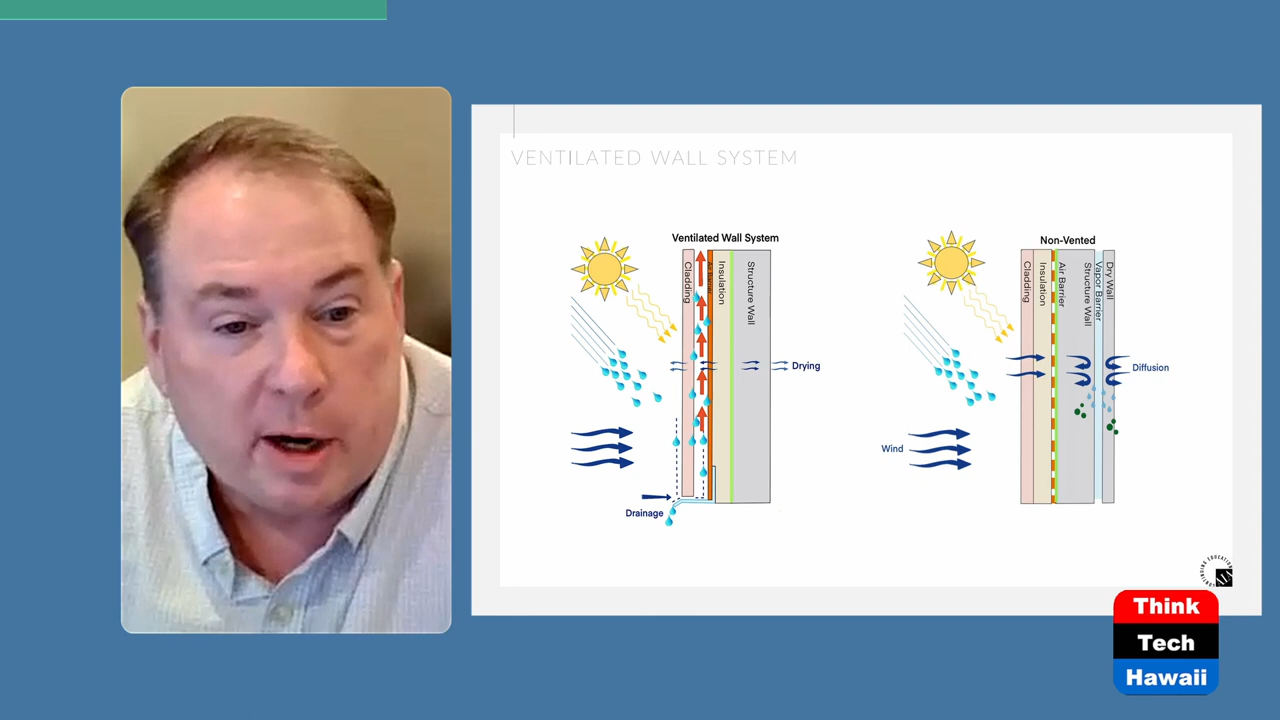 VENTILATED WALL SYSTEM
Ventilated Wall System
Cladding
Insulation
Structure Wall
Drying
Drainage
Non-Vented
Cladding
Insulation
Air Barrier
Structure Wall
Vapor Barrier
Dry Wall
Diffusion
Wind
Think
Tech
Hawaii